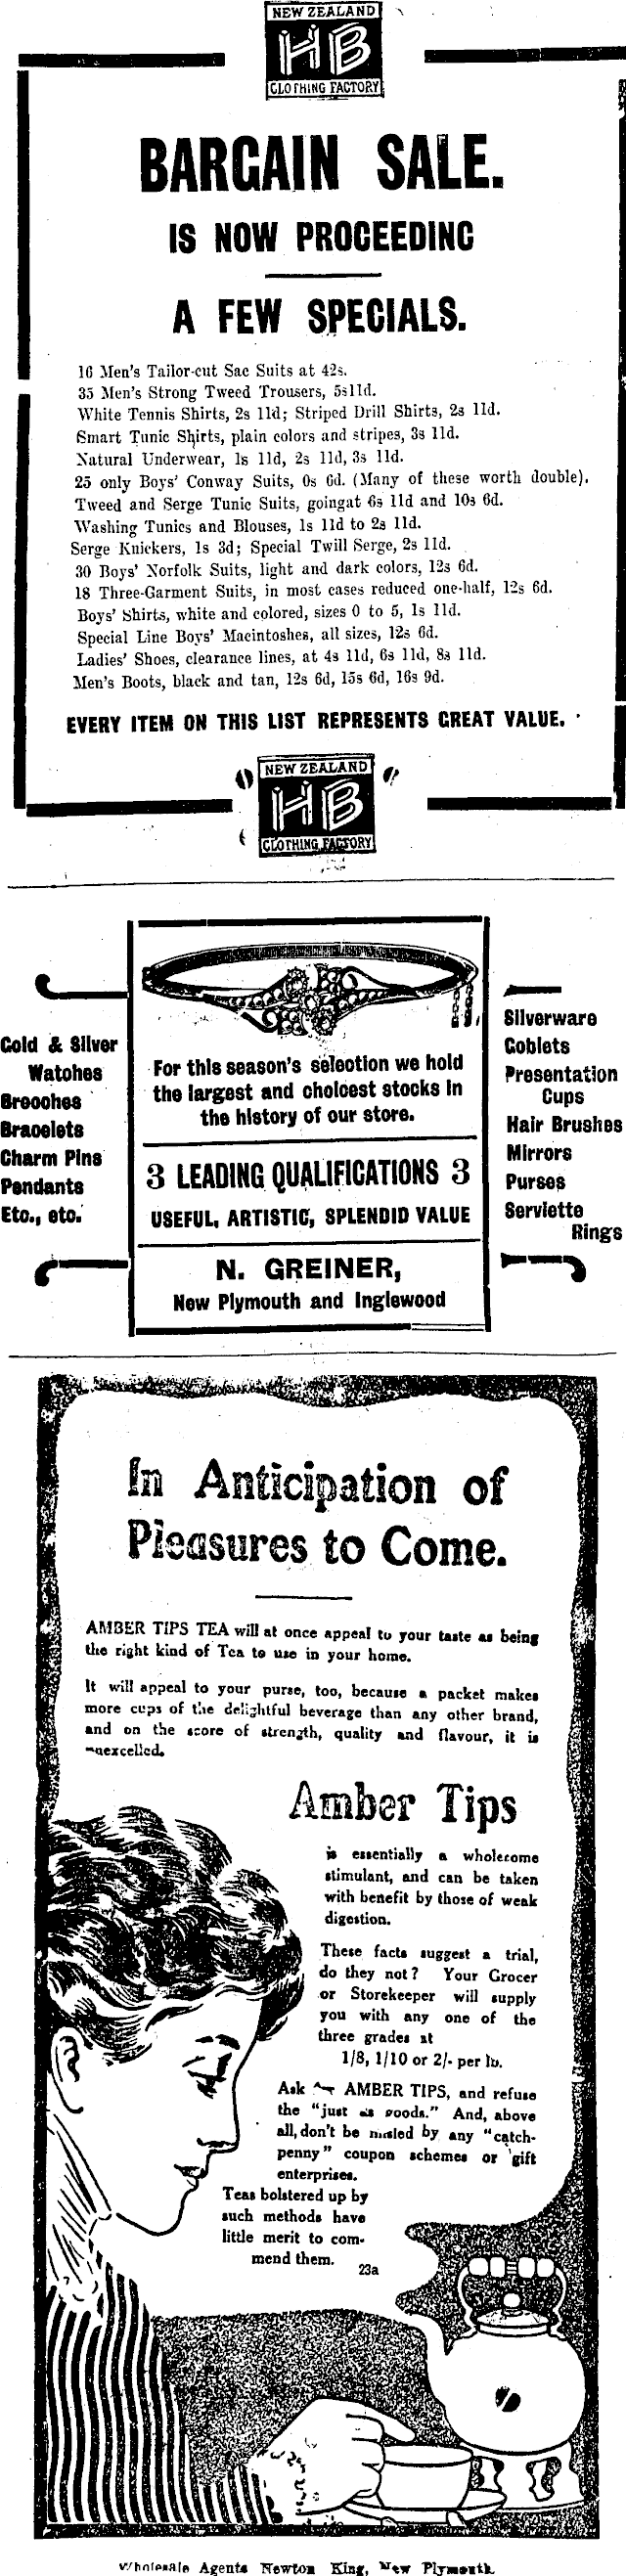 NEW ZEALAND
HB
CLOTHING FACTORY
BARGAIN SALE.
IS NOW PROCEEDING
A FEW SPECIALS.
16 Men's Tailor-cut Sac Suits at 42s.
35 Men's Strong Tweed Trousers, 5s11d.
White Tennis Shirts, 2s 11d; Striped Drill Shirts, 2s 11d.
Smart Tunic Shirts, plain colors and stripes, 3s 11d.
Natural Underwear, 1s 11d, 2s 11d, 3s 11d.
25 only Boys' Conway Suits, 0s 6d. (Many of these worth double).
Tweed and Serge Tunic Suits, goingat 6s 11d and 10s 6d.
Washing Tunics and Blouses, 1s 11d to 2s 11d.
Serge Knickers, 1s 3d; Special Twill Serge, 2s 11d.
30 Boys' Norfolk Suits, light and dark colors, 12s 6d.
18 Three-Garment Suits, in most cases reduced one-half, 12s 6d.
Boys' Shirts, white and colored, sizes 0 to 5, 1s 11d.
Special Line Boys' Macintoshes, all sizes, 12s 6d.
Ladies' Shoes, clearance lines, at 4s 11d, 6s 11d, 8s 11d.
Men's Boots, black and tan, 12s 6d, 15s 6d, 16s 9d.
EVERY ITEM ON THIS LIST REPRESENTS GREAT VALUE.
NEW ZEALAND
HB
CLOTHING FACTORY
Gold & Silver
Watches
Brooches
Bracelets
Charm Pins
Pendants
Etc., etc.
For this season's selection we hold
the largest and choicest stocks in
the history of our store.
3 LEADING QUALIFICATIONS 3
USEFUL, ARTISTIC, SPLENDID VALUE
N. GREINER,
New Plymouth and Inglewood
Silverware
Goblets
Presentation
Cups
Hair Brushes
Mirrors
Purses
Serviette
Rings
In Anticipation of
Pleasures to Come.
AMBER TIPS TEA will at once appeal to your taste as being
the right kind of Tea to use in your home.
It will appeal to your purse, too, because a packet makes
more cups of the delightful beverage than any other brand,
and on the score of strength, quality and flavour, it is
unexcelled.
Amber Tips
is essentially a wholesome
stimulant, and can be taken
with benefit by those of weak
digestion.
These facts suggest a trial,
do they not? Your Grocer
or Storekeeper will supply
you with any one of the
three grades at
1/8, 1/10 or 2/- per lb.
Ask for AMBER TIPS, and refuse
the "just as goods." And, above
all, don't be misled by any "catch-
penny" coupon schemes or gift
enterprises.
Teas bolstered up by
such methods have
little merit to com-
mend them.
23a
Wholesale Agents Newton King, New Plymouth